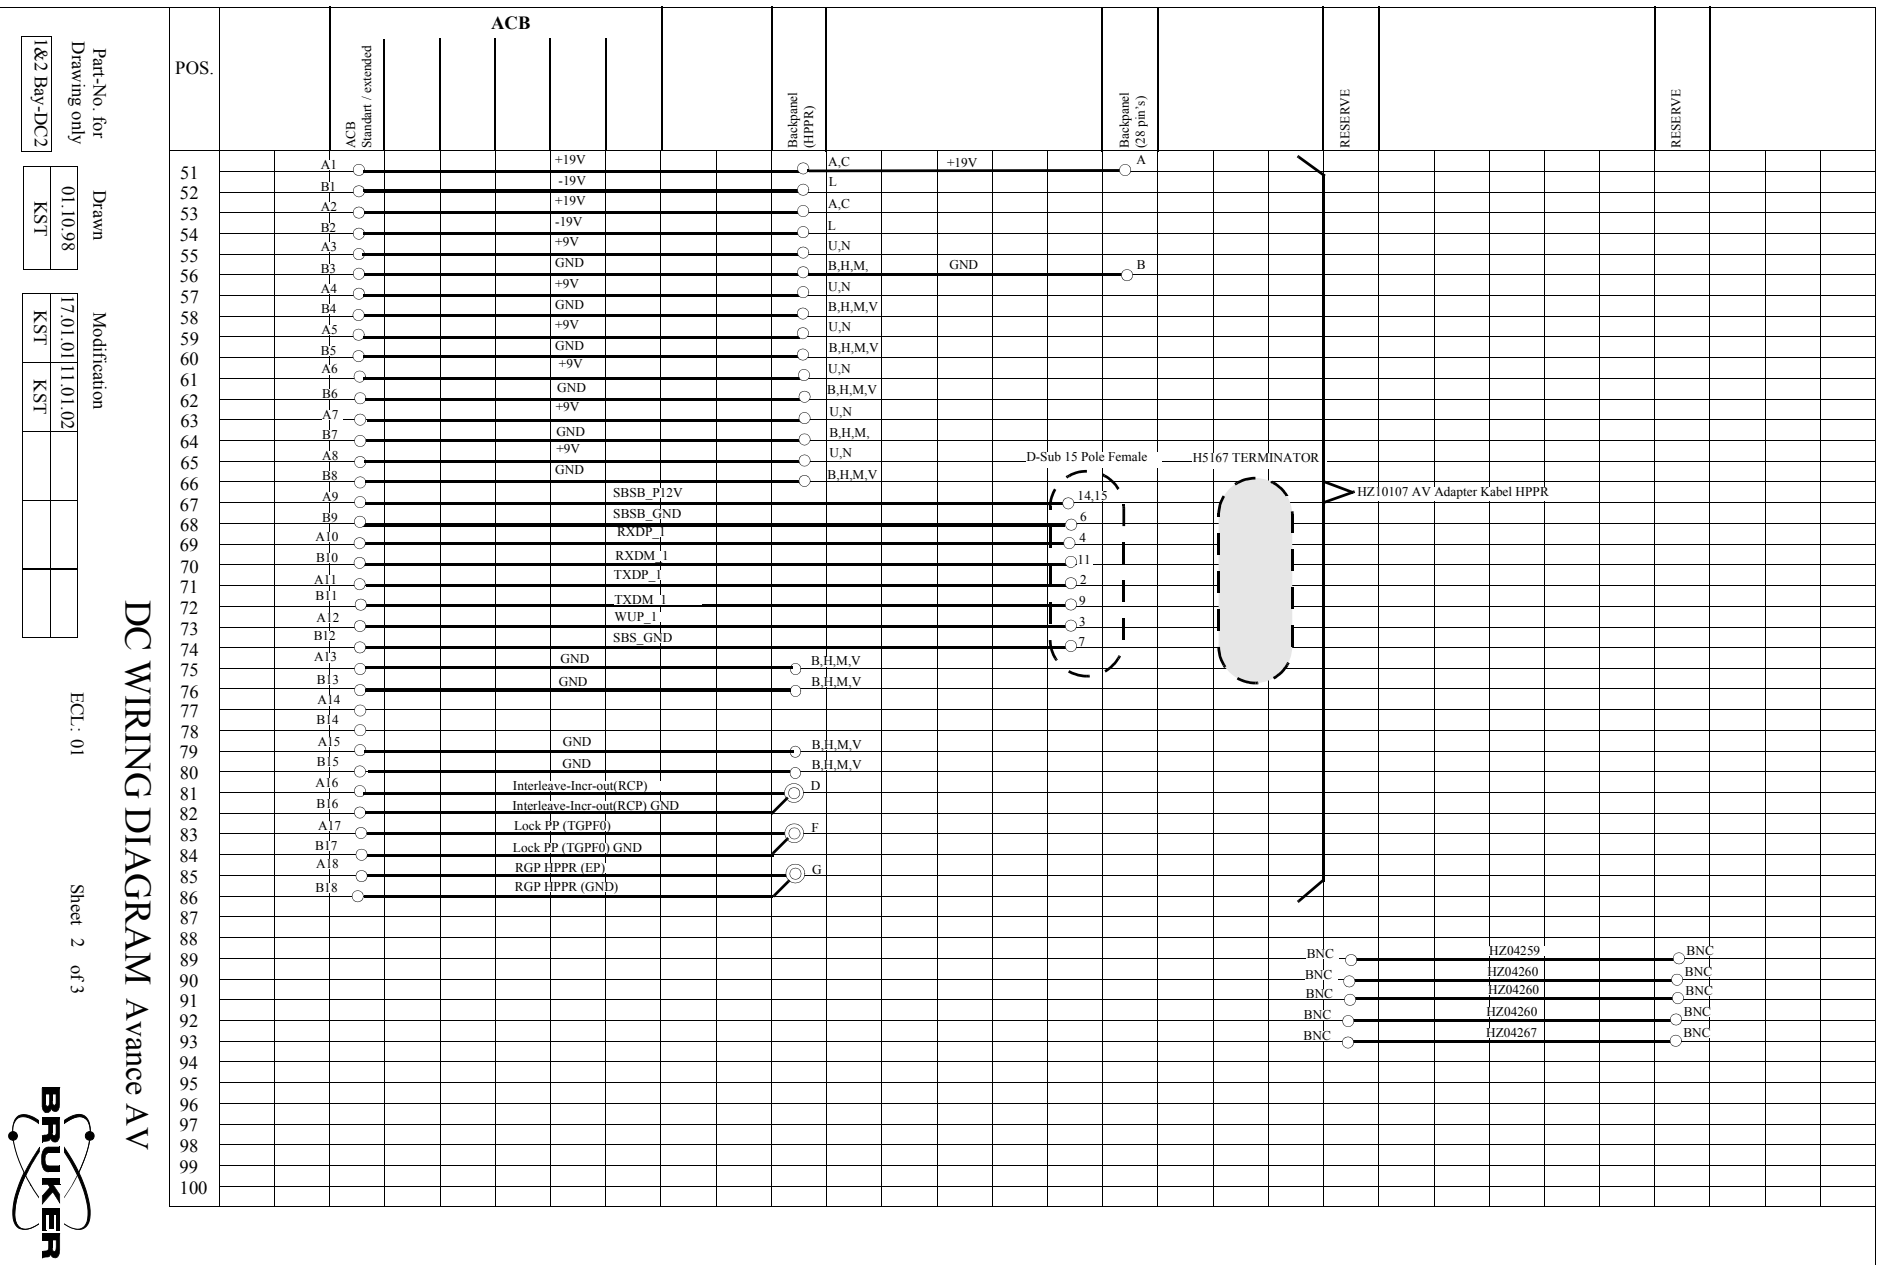 ACB
POS.
ACB
Standart / extended
Backpanel
(HPPR)
Backpanel
(28 pin's)
RESERVE
RESERVE
51 A1 +19V A,C +19V A
52 B1 -19V L
53 A2 +19V A,C
54 B2 -19V L
55 A3 +9V U,N
56 B3 GND B,H,M, GND B
57 A4 +9V U,N
58 B4 GND B,H,M,V
59 A5 +9V U,N
60 B5 GND B,H,M,V
61 A6 +9V U,N
62 B6 GND B,H,M,V
63 A7 +9V U,N
64 B7 GND B,H,M,
65 A8 +9V U,N
66 B8 GND B,H,M,V
D-Sub 15 Pole Female
H5167 TERMINATOR
HZ10107 AV Adapter Kabel HPPR
67 A9 SBSB_P12V 14,15
68 B9 SBSB_GND 6
69 A10 RXDP_1 4
70 B10 RXDM_1 11
71 A11 TXDP_1 2
72 B11 TXDM_1 9
73 A12 WUP_1 3
74 B12 SBS_GND 7
75 A13 GND B,H,M,V
76 B13 GND B,H,M,V
77 A14
78 B14
79 A15 GND B,H,M,V
80 B15 GND B,H,M,V
81 A16 Interleave-Incr-out(RCP) D
82 B16 Interleave-Incr-out(RCP) GND
83 A17 Lock PP (TGPF0) F
84 B17 Lock PP (TGPF0) GND
85 A18 RGP HPPR (EP) G
86 B18 RGP HPPR (GND)
87
88
89 BNC HZ04259 BNC
90 BNC HZ04260 BNC
91 BNC HZ04260 BNC
92 BNC HZ04260 BNC
93 BNC HZ04267 BNC
94
95
96
97
98
99
100
DC WIRING DIAGRAM Avance AV
Part-No. for
Drawing only
1&2 Bay-DC2
Drawn
01.10.98
KST
Modification
17.01.01 11.01.02
KST KST
ECL: 01
Sheet 2 of 3
BRUKER